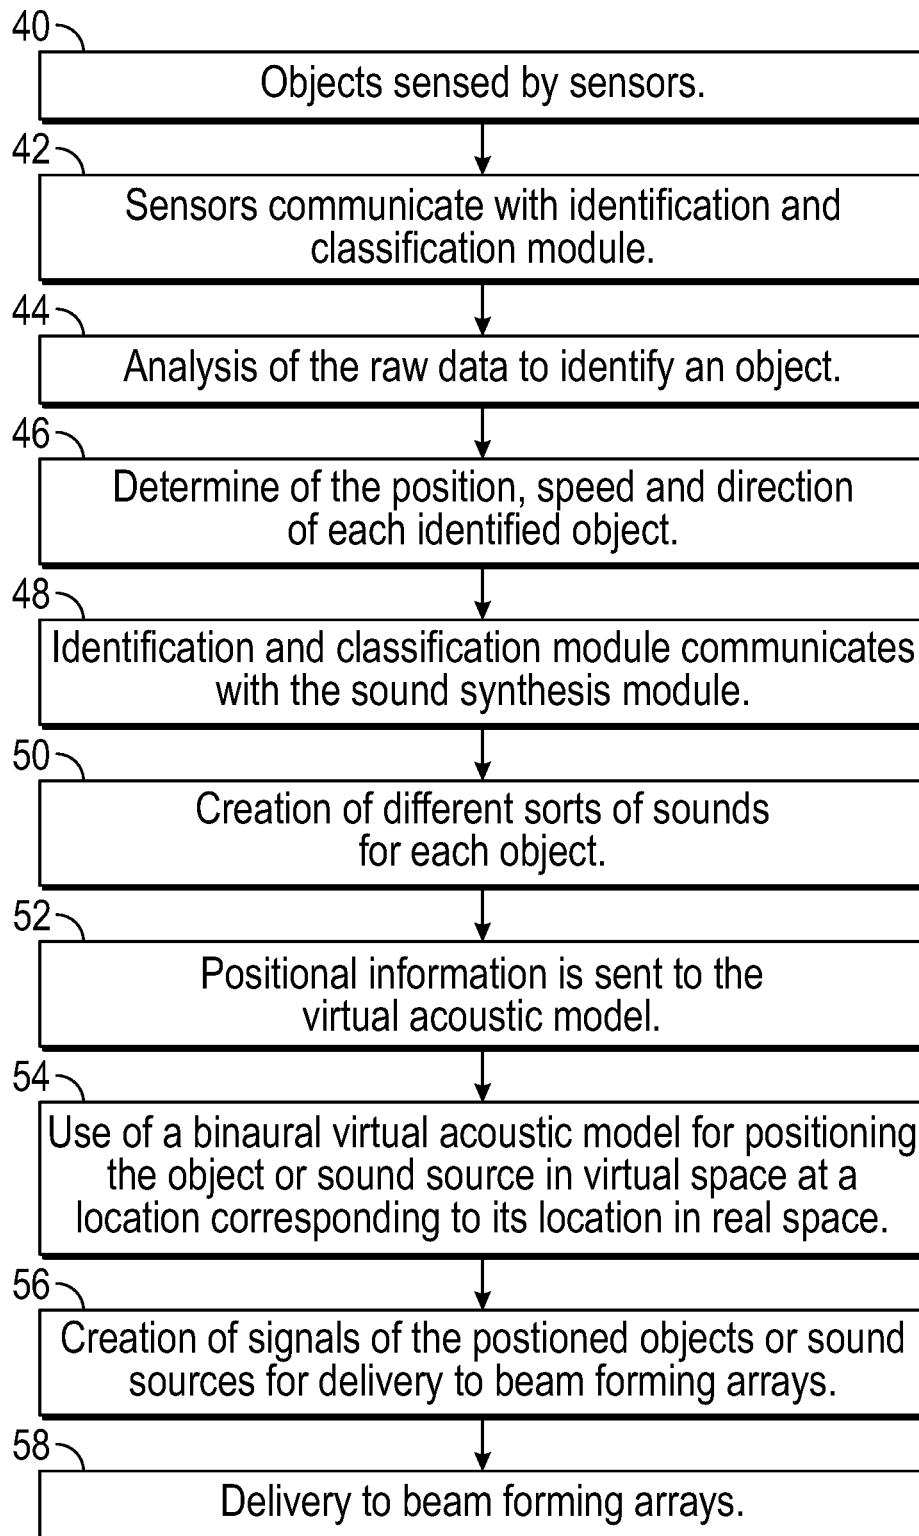 40
Objects sensed by sensors.
42
Sensors communicate with identification and
classification module.
44
Analysis of the raw data to identify an object.
46
Determine of the position, speed and direction
of each identified object.
48
Identification and classification module communicates
with the sound synthesis module.
50
Creation of different sorts of sounds
for each object.
52
Positional information is sent to the
virtual acoustic model.
54
Use of a binaural virtual acoustic model for positioning
the object or sound source in virtual space at a
location corresponding to its location in real space.
56
Creation of signals of the postioned objects or sound
sources for delivery to beam forming arrays.
58
Delivery to beam forming arrays.